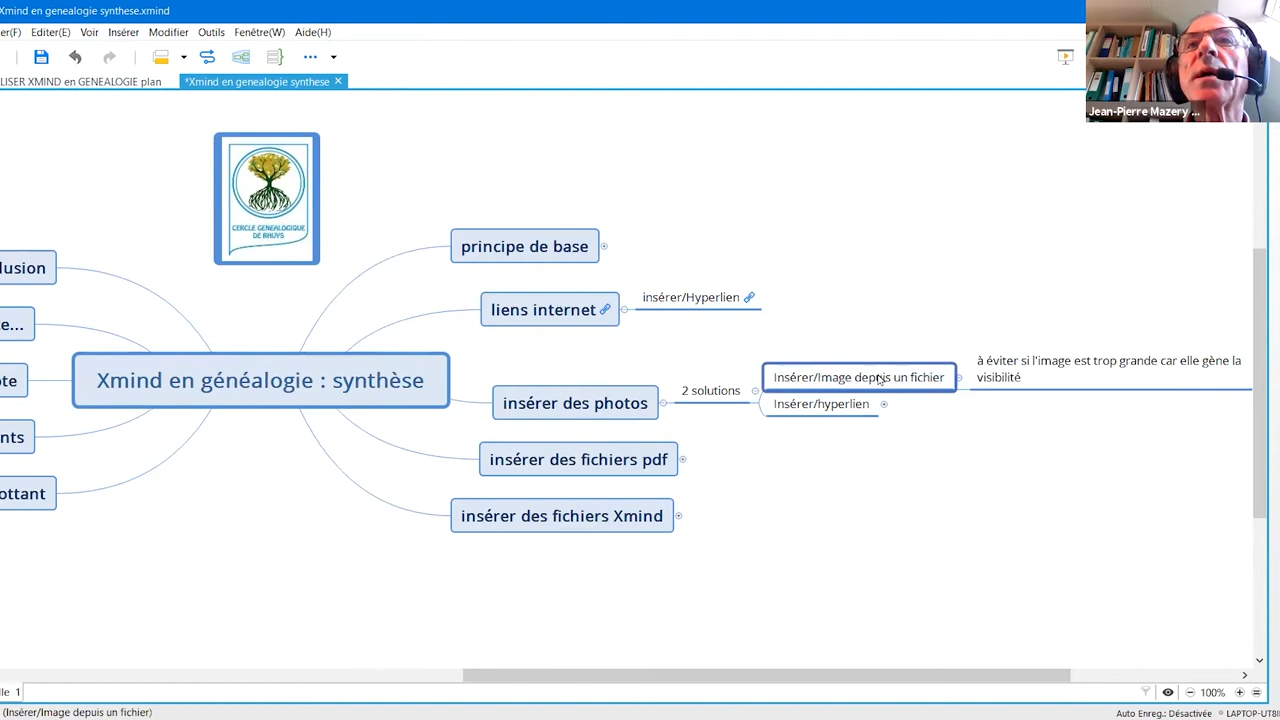 Xmind en genealogie synthese.xmind
er(F) Editer(E) Voir Insérer Modifier Outils Fenêtre(W) Aide(H)
LISER XMIND en GENEALOGIE plan
*Xmind en genealogie synthese
Jean-Pierre Mazery ...
CERCLE GENEALOGIQUE
DE RHUYS
principe de base
lusion
liens internet
insérer/Hyperlien
te...
Xmind en généalogie : synthèse
ote
insérer des photos
2 solutions
Insérer/Image depuis un fichier
à éviter si l'image est trop grande car elle gène la
visibilité
Insérer/hyperlien
nts
insérer des fichiers pdf
ottant
insérer des fichiers Xmind
lle 1
100%
(Insérer/Image depuis un fichier)
Auto Enreg.: Désactivée
LAPTOP-UT8I